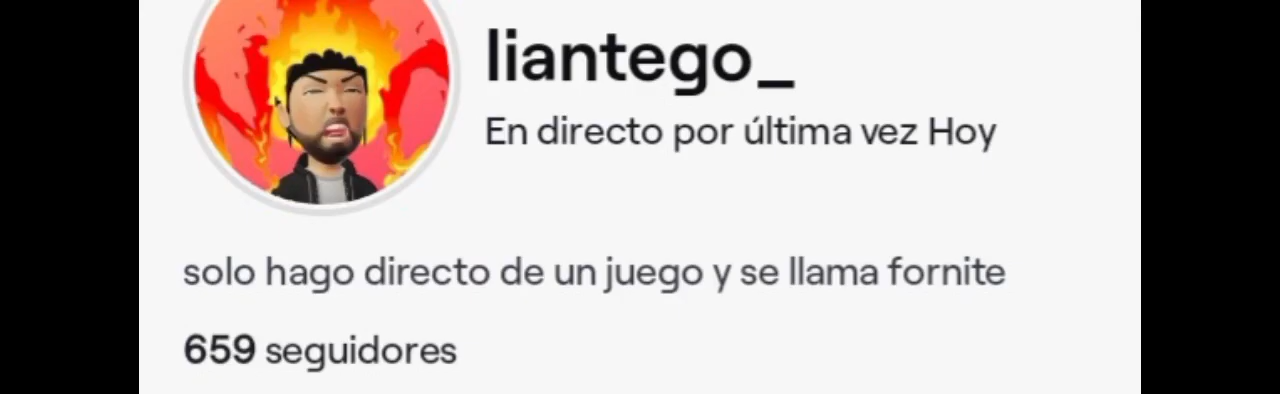 liantego_
En directo por última vez Hoy
solo hago directo de un juego y se llama fornite
659 seguidores